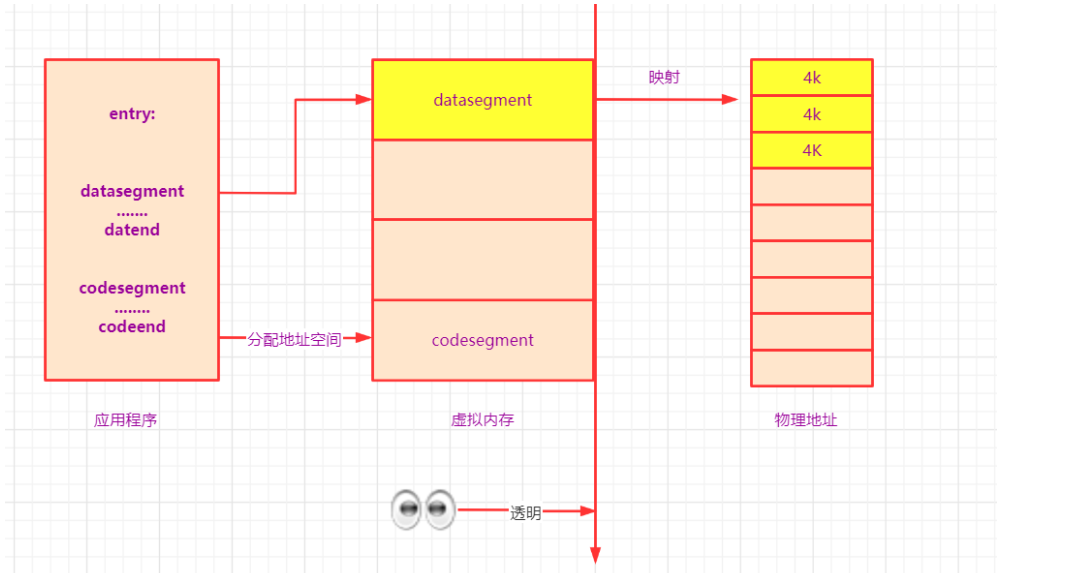 entry:
datasegment
.......
datend
codesegment
........
codeend
应用程序
分配地址空间
datasegment
codesegment
虚拟内存
映射
4k
4k
4K
物理地址
透明